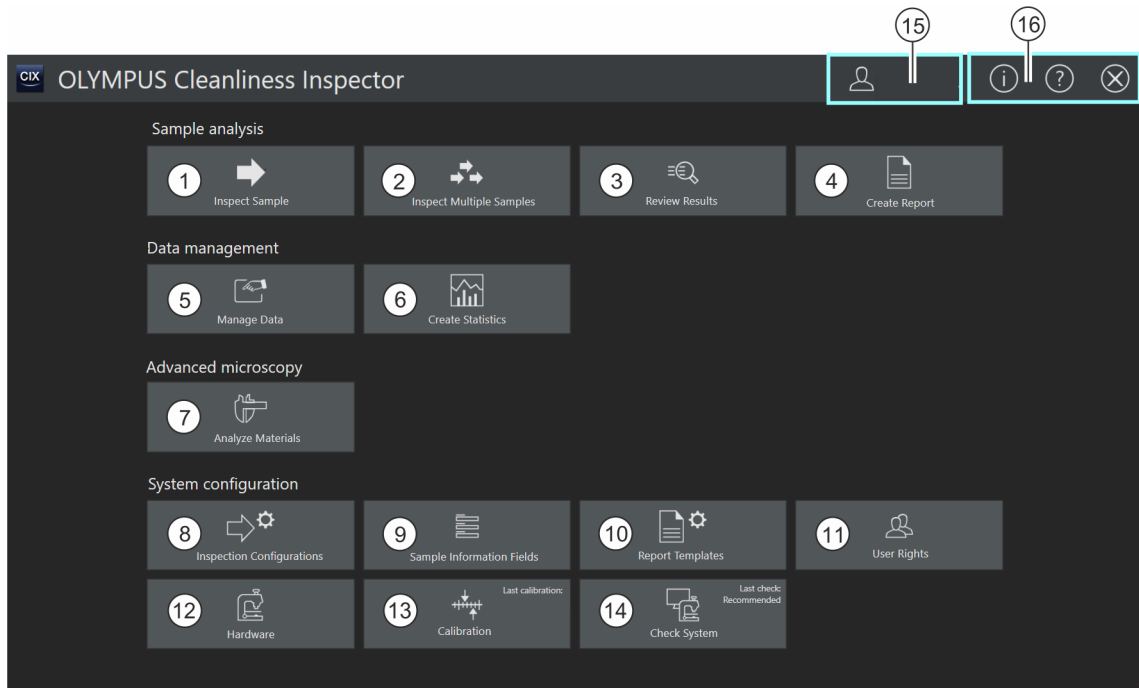 15
16
CIX
OLYMPUS Cleanliness Inspector
i
?
Sample analysis
1
Inspect Sample
2
Inspect Multiple Samples
3
Review Results
4
Create Report
Data management
5
Manage Data
6
Create Statistics
Advanced microscopy
7
Analyze Materials
System configuration
8
Inspection Configurations
9
Sample Information Fields
10
Report Templates
11
User Rights
12
Hardware
13
Last calibration:
Calibration
14
Last check:
Recommended
Check System